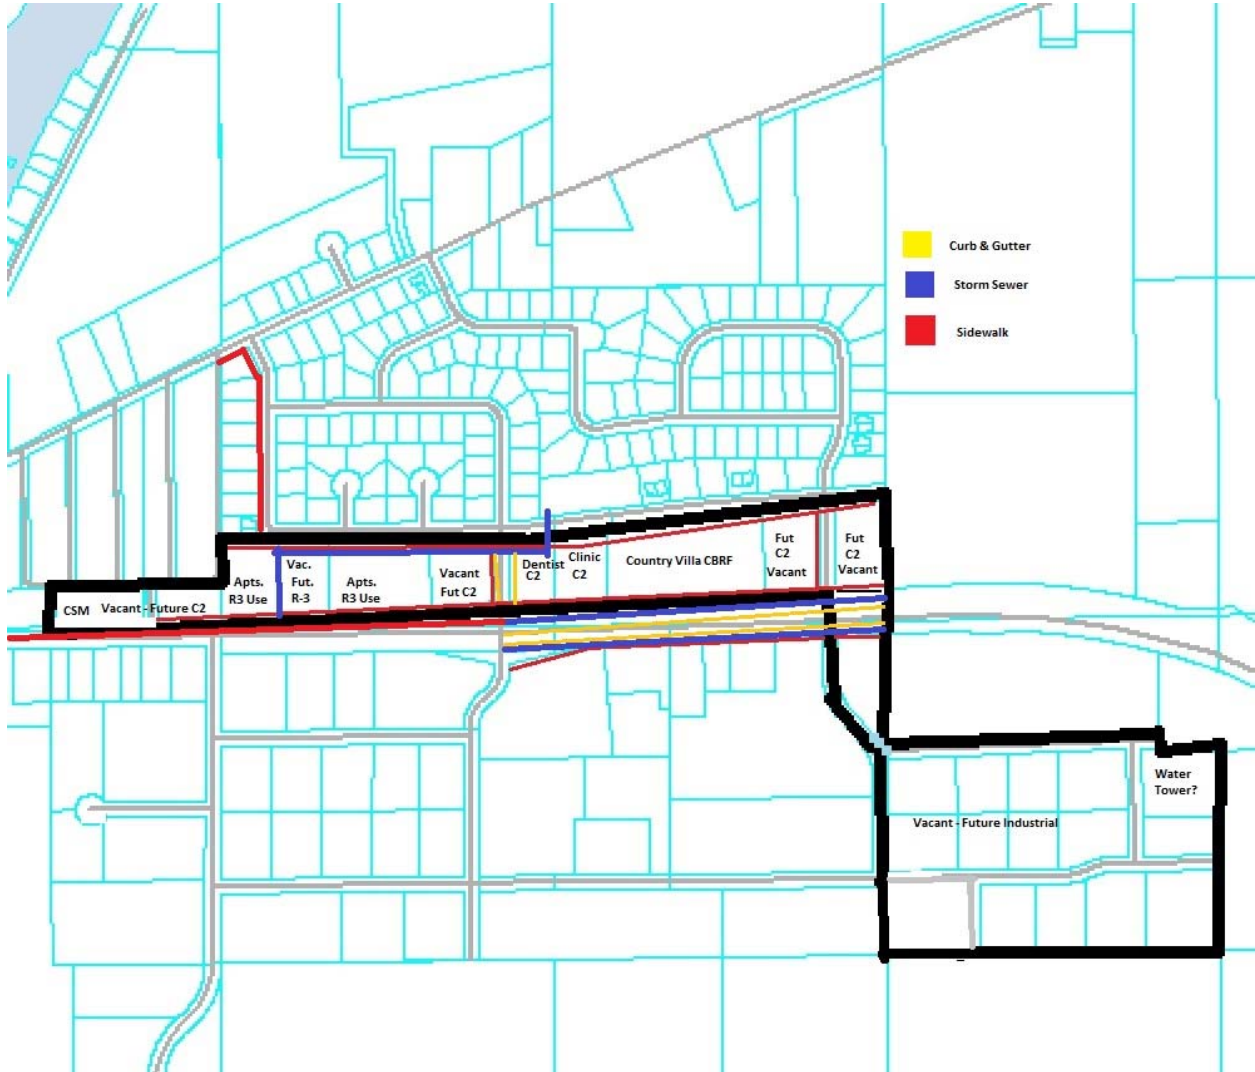 Curb & Gutter
Storm Sewer
Sidewalk
CSM
Vacant - Future C2
Apts.
R3 Use
Vac.
Fut.
R-3
Apts.
R3 Use
Vacant
Fut C2
Dentist
C2
Clinic
C2
Country Villa CBRF
Fut
C2
Vacant
Fut
C2
Vacant
Water
Tower?
Vacant - Future Industrial